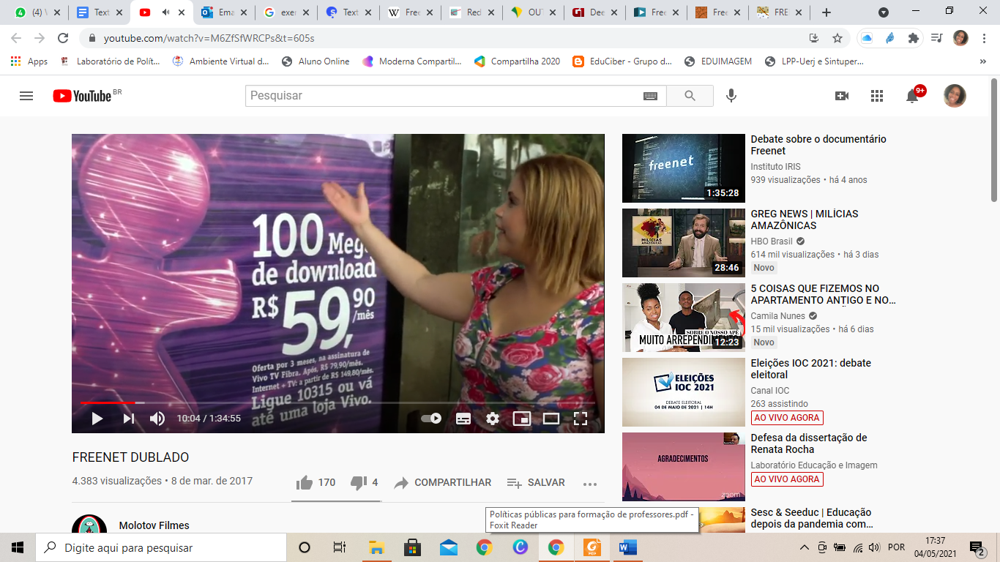 (4) V
Text
Ema
exer
Text
Free
Red
OUT
Dee
Free
Free
FRE
youtube.com/watch?v=M6ZfSfWRCPs&t=605s
Apps
Laboratório de Polít...
Ambiente Virtual d...
Aluno Online
Moderna Compartil...
Compartilha 2020
EduCiber - Grupo d...
EDUIMAGEM
LPP-Uerj e Sintuper...
YouTube BR
Pesquisar
9+
100 Mega
de download
R$ 59,90
/mês
Oferta por 3 meses, na assinatura de
Vivo TV Fibra. Após, R$ 79,90/mês.
Internet + TV: a partir de R$ 149,80/mês.
Ligue 10315 ou vá
até uma loja Vivo.
10:04 / 1:34:55
FREENET DUBLADO
4.383 visualizações • 8 de mar. de 2017
170
4
COMPARTILHAR
SALVAR
Molotov Filmes
freenet
1:35:28
Debate sobre o documentário
Freenet
Instituto IRIS
939 visualizações • há 4 anos
MILÍCIAS
AMAZÔNICAS
28:46
GREG NEWS | MILÍCIAS
AMAZÔNICAS
HBO Brasil
614 mil visualizações • há 3 dias
Novo
SOBRE O NOSSO APÊ
MUITO ARREPENDIMENTO
12:23
5 COISAS QUE FIZEMOS NO
APARTAMENTO ANTIGO E NO...
Camila Nunes
15 mil visualizações • há 6 dias
Novo
ELEIÇÕES
IOC 2021
DEBATE ELEITORAL
04 DE MAIO DE 2021 | 14H
Eleições IOC 2021: debate
eleitoral
Canal IOC
263 assistindo
AO VIVO AGORA
AGRADECIMENTOS
zoom
Defesa da dissertação de
Renata Rocha
Laboratório Educação e Imagem
AO VIVO AGORA
Sesc & Seeduc | Educação
depois da pandemia com...
Políticas públicas para formação de professores.pdf -
Foxit Reader
Digite aqui para pesquisar
POR
17:37
04/05/2021
2